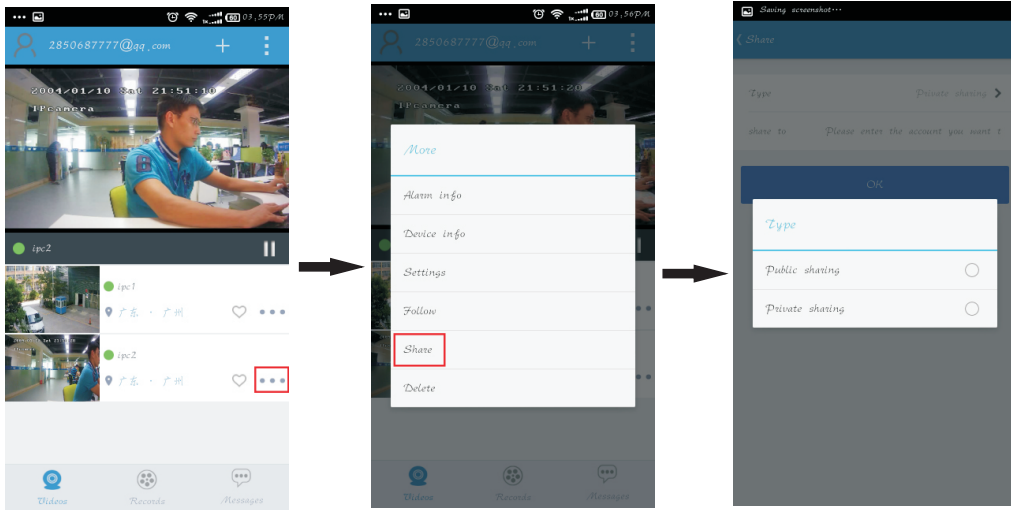 60 03:55PM
2850687777@qq.com
2004/01/10 Sat 21:51:10
IPcamera
6
ipc2
ipc1
广东 · 广州
ipc2
广东 · 广州
Videos
Records
Messages
60 03:56PM
2850687777@qq.com
2004/01/10 Sat 21:51:20
IPcamera
More
Alarm info
Device info
Settings
Follow
Share
Delete
Videos
Records
Messages
Saving screenshot...
Share
Type Private sharing
share to Please enter the account you want t
OK
Type
Public sharing
Private sharing